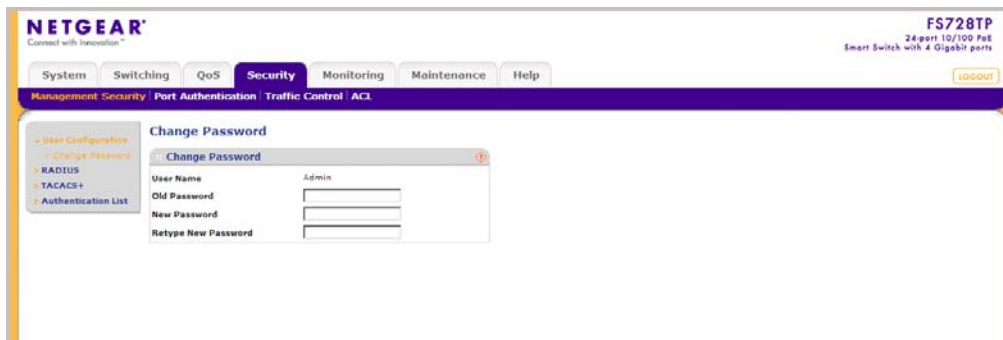 NETGEAR
Connect with Innovation™
FS728TP
24-port 10/100 PoE
Smart Switch with 4 Gigabit ports
System Switching QoS Security Monitoring Maintenance Help
LOGOUT
Management Security Port Authentication Traffic Control ACL
User Configuration
Change Password
RADIUS
TACACS+
Authentication List
Change Password
Change Password
User Name Admin
Old Password
New Password
Retype New Password